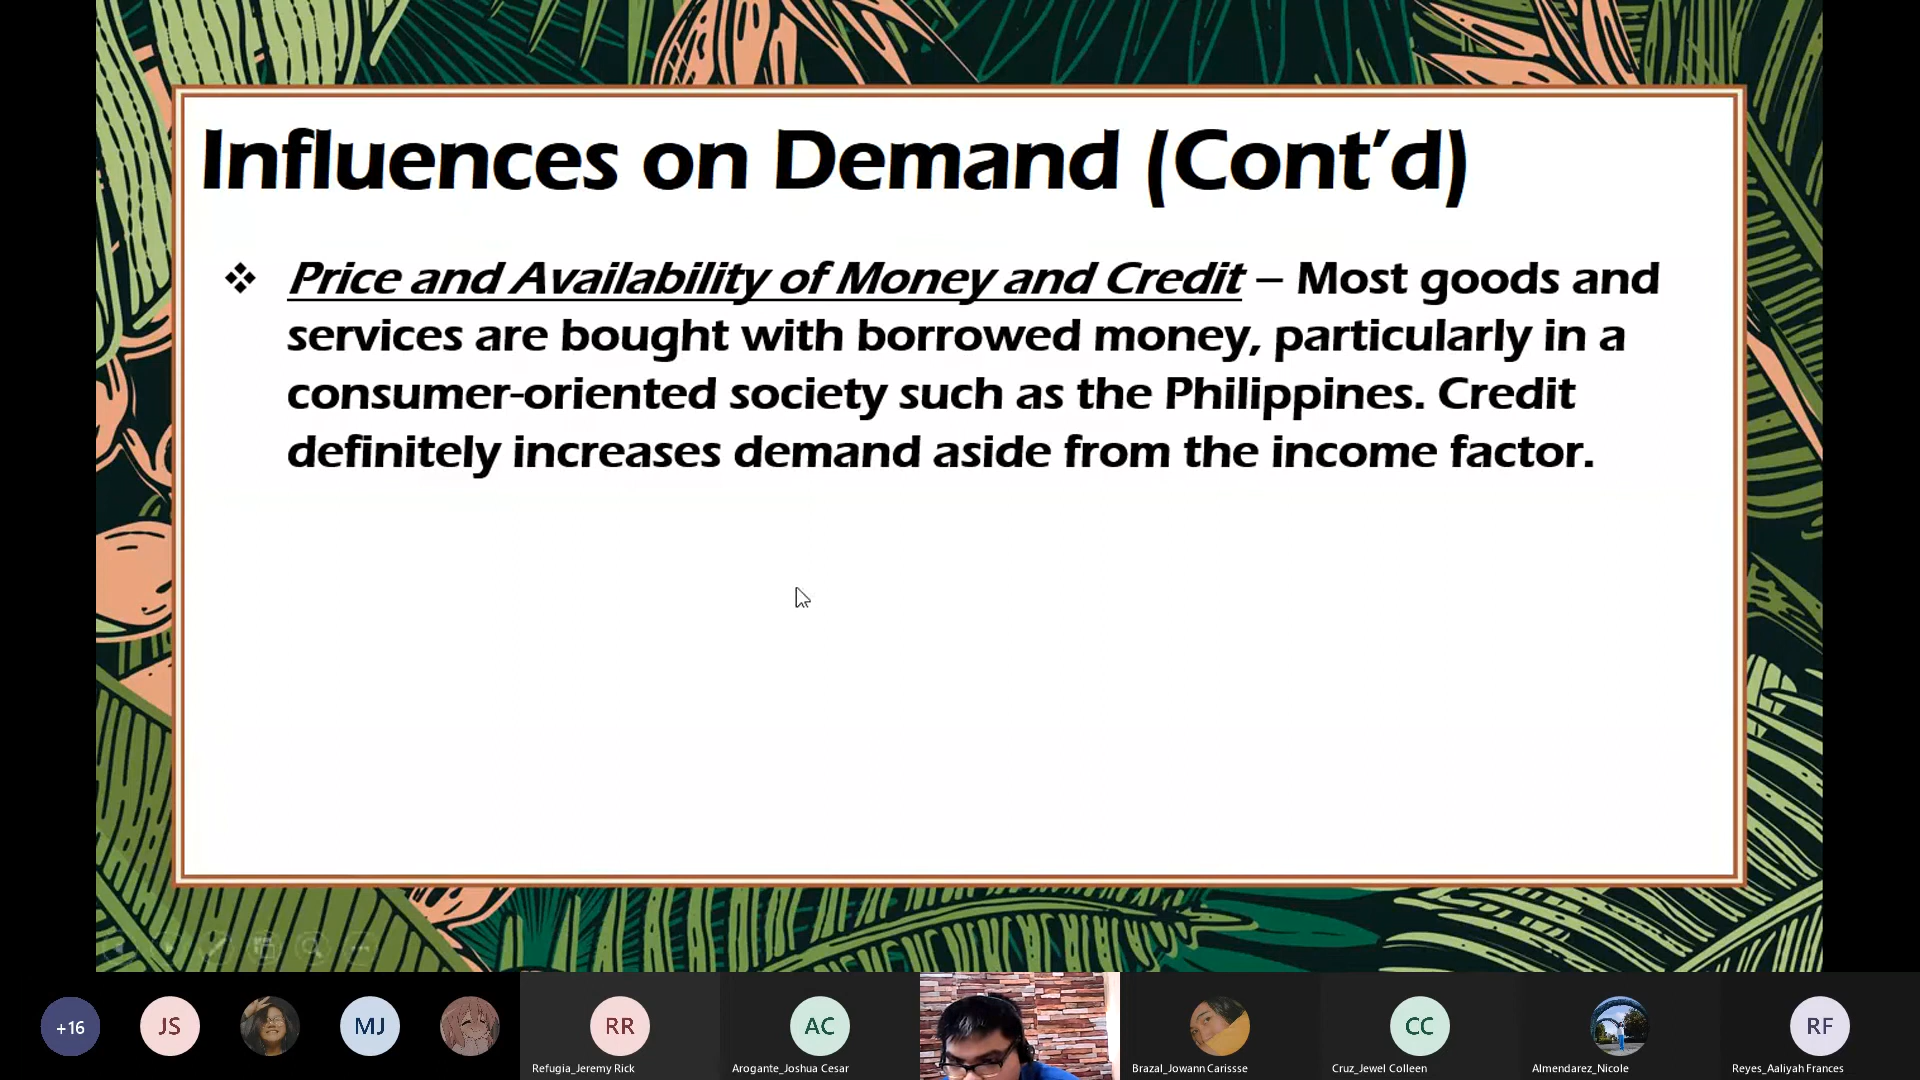 Influences on Demand (Cont’d)
❖ Price and Availability of Money and Credit – Most goods and
services are bought with borrowed money, particularly in a
consumer-oriented society such as the Philippines. Credit
definitely increases demand aside from the income factor.
+16
JS
MJ
RR
AC
CC
RF
Refugia_Jeremy Rick
Arogante_Joshua Cesar
Brazal_Jowann Carissse
Cruz_Jewel Colleen
Almendarez_Nicole
Reyes_Aaliyah Frances